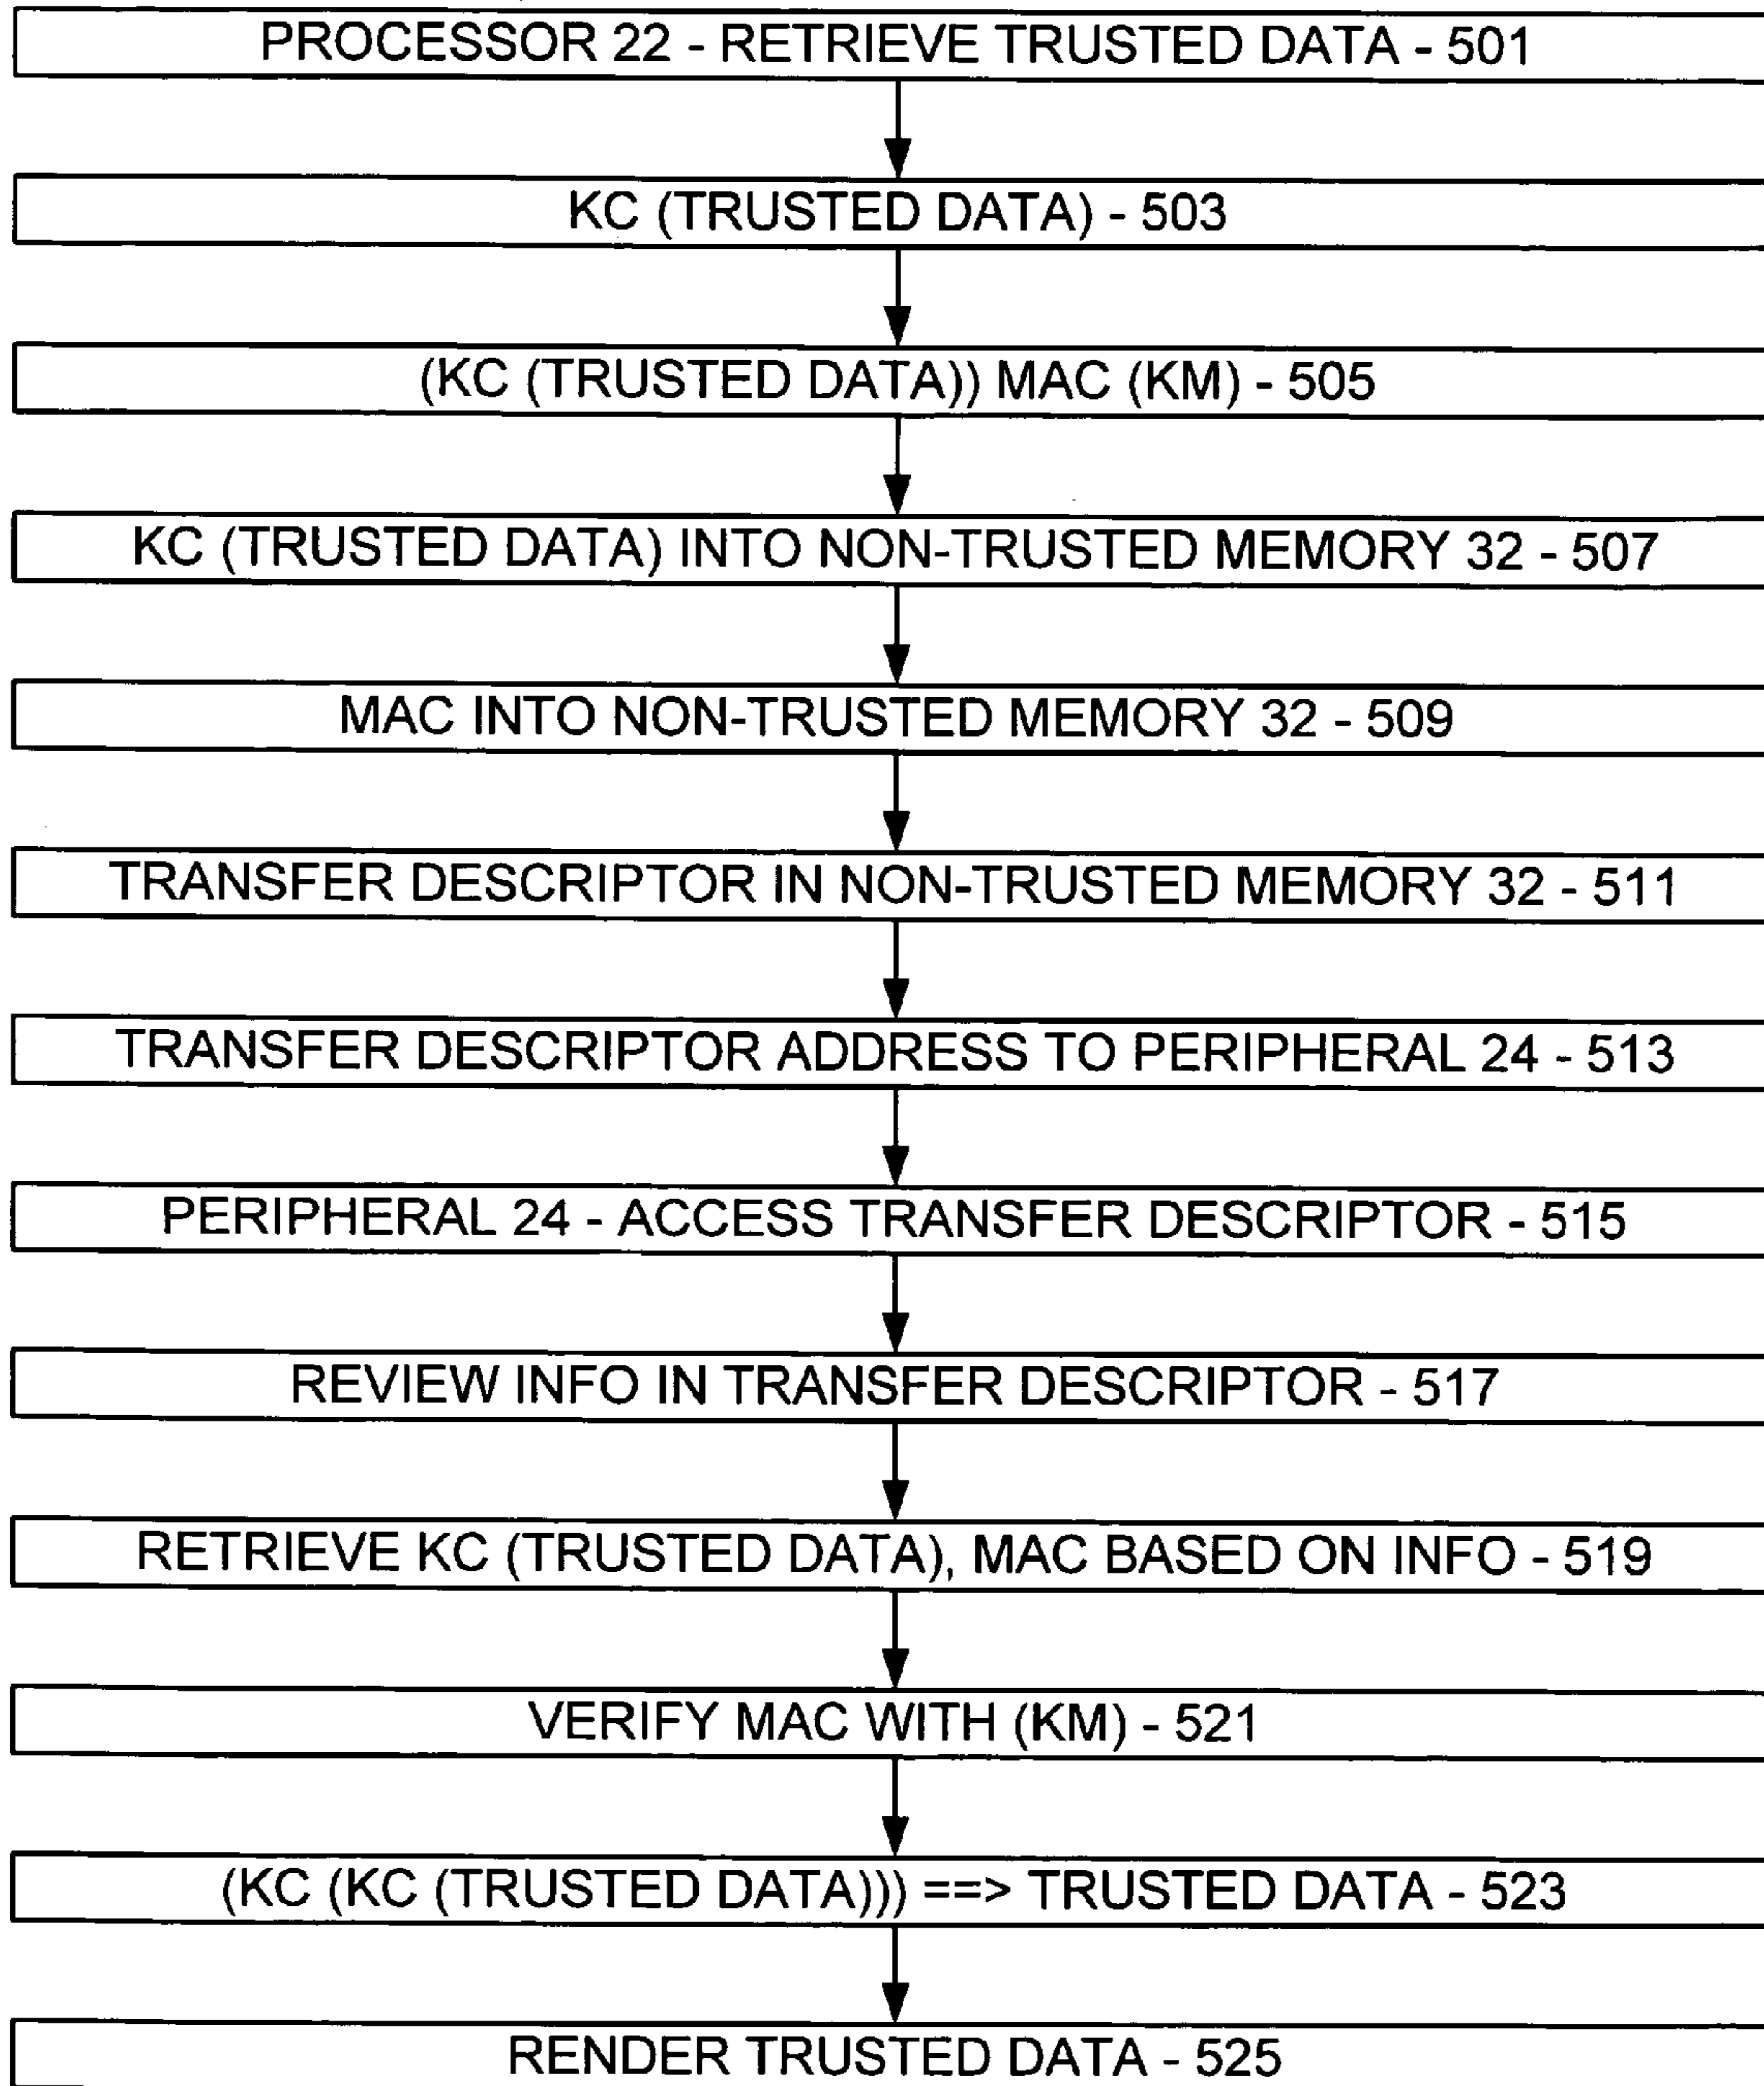 PROCESSOR 22 - RETRIEVE TRUSTED DATA - 501
KC (TRUSTED DATA) - 503
(KC (TRUSTED DATA)) MAC (KM) - 505
KC (TRUSTED DATA) INTO NON-TRUSTED MEMORY 32 - 507
MAC INTO NON-TRUSTED MEMORY 32 - 509
TRANSFER DESCRIPTOR IN NON-TRUSTED MEMORY 32 - 511
TRANSFER DESCRIPTOR ADDRESS TO PERIPHERAL 24 - 513
PERIPHERAL 24 - ACCESS TRANSFER DESCRIPTOR - 515
REVIEW INFO IN TRANSFER DESCRIPTOR - 517
RETRIEVE KC (TRUSTED DATA), MAC BASED ON INFO - 519
VERIFY MAC WITH (KM) - 521
(KC (KC (TRUSTED DATA))) ==> TRUSTED DATA - 523
RENDER TRUSTED DATA - 525